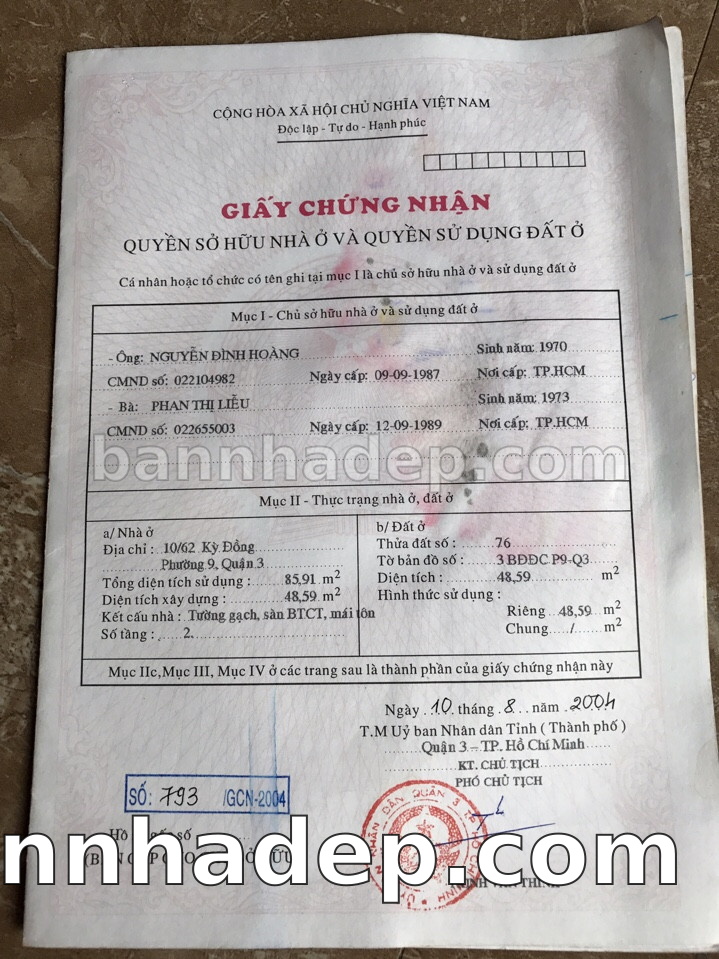 CỘNG HÒA XÃ HỘI CHỦ NGHĨA VIỆT NAM
Độc lập - Tự do - Hạnh phúc
GIẤY CHỨNG NHẬN
QUYỀN SỞ HỮU NHÀ Ở VÀ QUYỀN SỬ DỤNG ĐẤT Ở
Cá nhân hoặc tổ chức có tên ghi tại mục I là chủ sở hữu nhà ở và sử dụng đất ở
Mục I - Chủ sở hữu nhà ở và sử dụng đất ở
- Ông: NGUYỄN ĐÌNH HOÀNG Sinh năm: 1970
CMND số: 022104982 Ngày cấp: 09-09-1987 Nơi cấp: TP.HCM
- Bà: PHAN THỊ LIỄU Sinh năm: 1973
CMND số: 022655003 Ngày cấp: 12-09-1989 Nơi cấp: TP.HCM
bannhadep.com
Mục II - Thực trạng nhà ở, đất ở
a/ Nhà ở
Địa chỉ : 10/62 Kỳ Đồng
Phường 9, Quận 3
Tổng diện tích sử dụng : 85,91 m2
Diện tích xây dựng : 48,59 m2
Kết cấu nhà : Tường gạch, sàn BTCT, mái tôn
Số tầng : 2
b/ Đất ở
Thửa đất số : 76
Tờ bản đồ số : 3 BĐĐC P9-Q3
Diện tích : 48,59 m2
Hình thức sử dụng :
Riêng 48,59 m2
Chung / m2
Mục IIc,Mục III, Mục IV ở các trang sau là thành phần của giấy chứng nhận này
Ngày 10 tháng 8 năm 2004
T.M Uỷ ban Nhân dân Tỉnh ( Thành phố )
Quận 3 - TP. Hồ Chí Minh
KT. CHỦ TỊCH
PHÓ CHỦ TỊCH
SỐ: 793 /GCN-2004
nnhadep.com